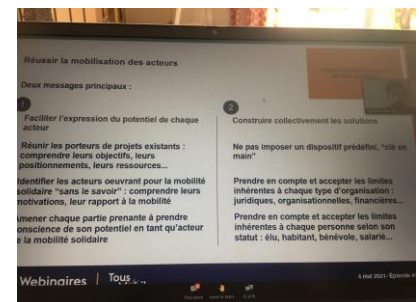 Réussir la mobilisation des acteurs
Deux messages principaux :
1
Faciliter l'expression du potentiel de chaque
acteur
Réunir les porteurs de projets existants :
comprendre leurs objectifs, leurs
positionnements, leurs ressources...
Identifier les acteurs oeuvrant pour la mobilité
solidaire "sans le savoir" : comprendre leurs
motivations, leur rapport à la mobilité
Amener chaque partie prenante à prendre
conscience de son potentiel en tant qu'acteur
de la mobilité solidaire
2
Construire collectivement les solutions
Ne pas imposer un dispositif prédéfini, "clé en
main"
Prendre en compte et accepter les limites
inhérentes à chaque type d'organisation :
juridiques, organisationnelles, financières...
Prendre en compte et accepter les limites
inhérentes à chaque personne selon son
statut : élu, habitant, bénévole, salarié...
Webinaires | Tous
6 mai 2021- Épisode